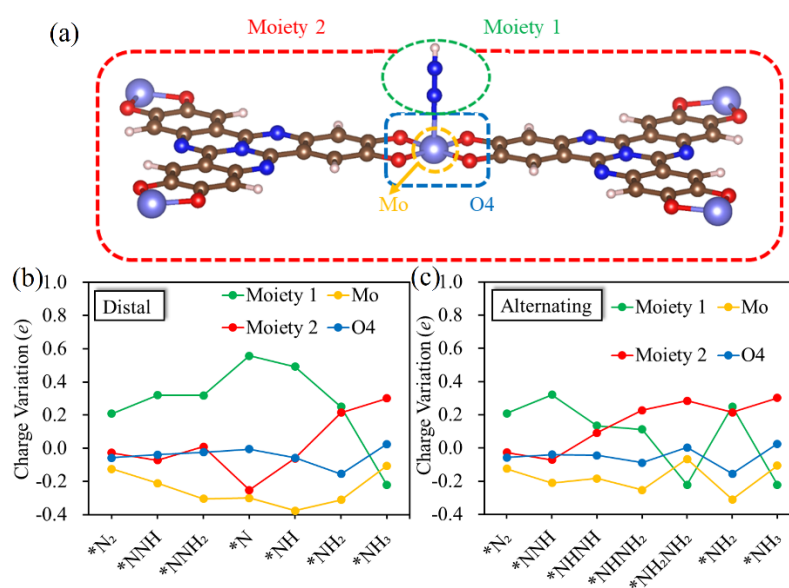 (a)
Moiety 2
Moiety 1
Mo
O4
(b)
Charge Variation (e)
1.0
0.8
0.6
0.4
0.2
0.0
-0.2
-0.4
Distal
Moiety 1
Mo
Moiety 2
O4
*N₂
*NNH
*NNH₂
*N
*NH
*NH₂
*NH₃
(c)
Charge Variation (e)
1.0
0.8
0.6
0.4
0.2
0.0
-0.2
-0.4
Alternating
Moiety 1
Mo
Moiety 2
O4
*N₂
*NNH
*NHNH
*NHNH₂
*NH₂NH₂
*NH₂
*NH₃